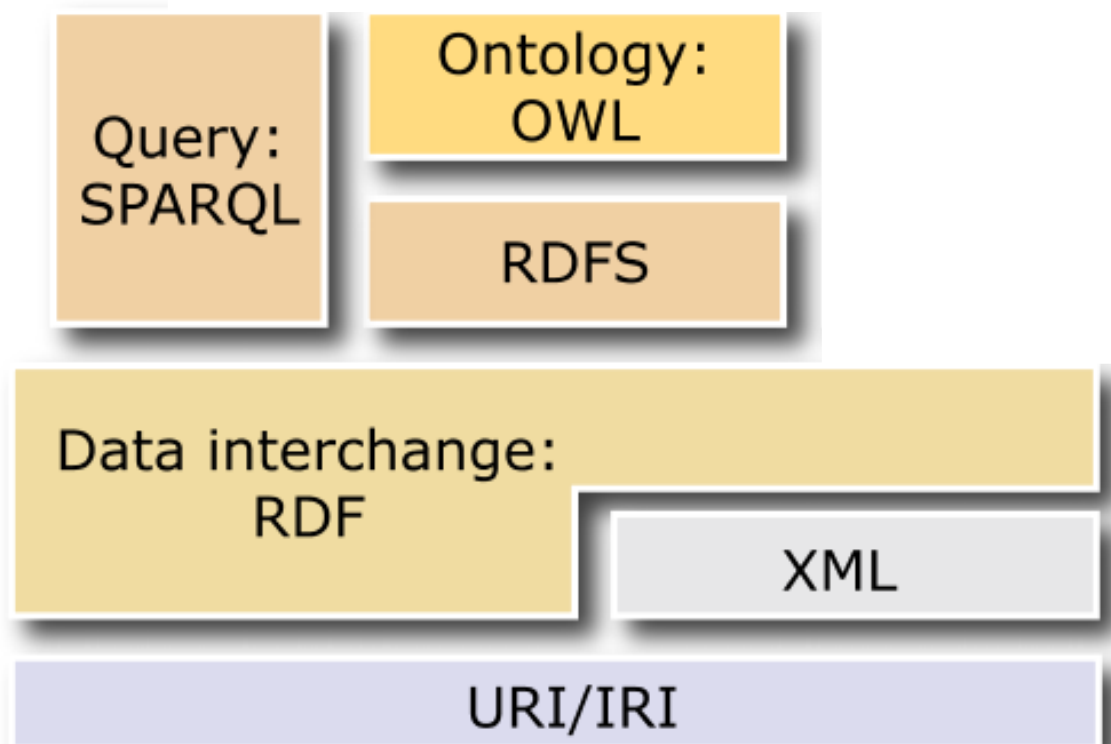 Query:
SPARQL
Ontology:
OWL
RDFS
Data interchange:
RDF
XML
URI/IRI